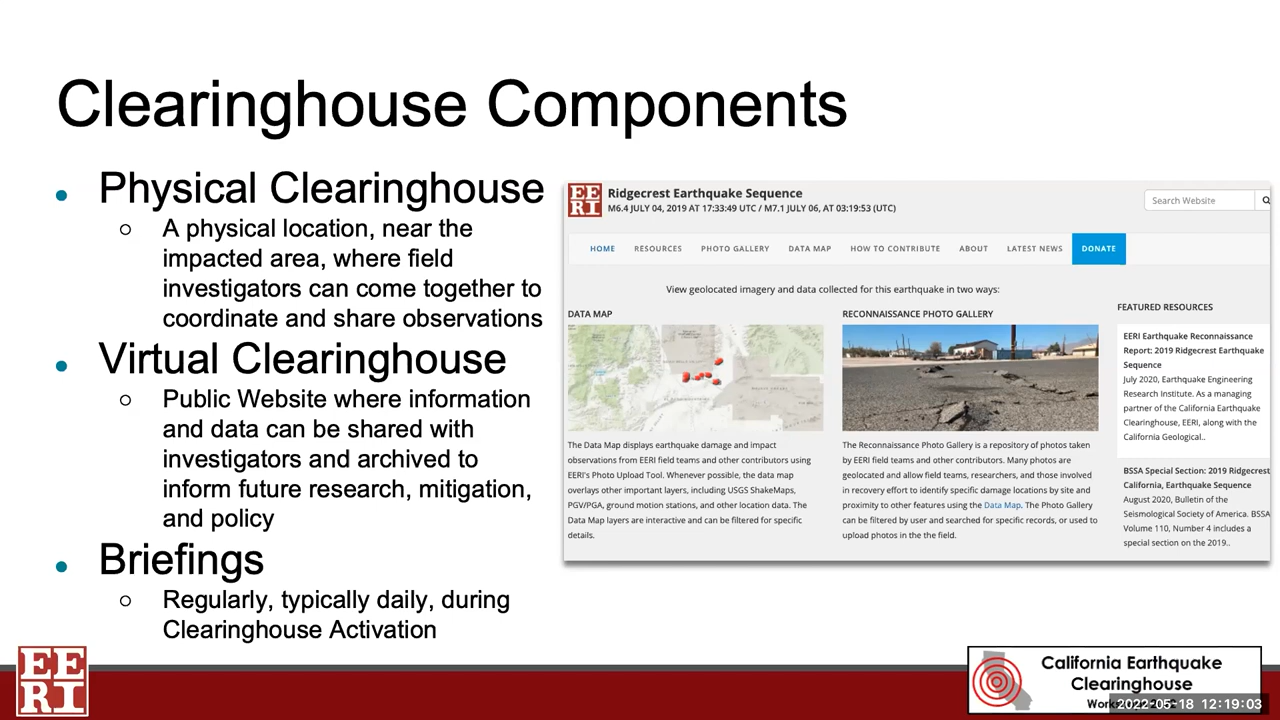 Clearinghouse Components
Physical Clearinghouse
A physical location, near the
impacted area, where field
investigators can come together to
coordinate and share observations
Virtual Clearinghouse
Public Website where information
and data can be shared with
investigators and archived to
inform future research, mitigation,
and policy
Briefings
Regularly, typically daily, during
Clearinghouse Activation
EE
RI
Ridgecrest Earthquake Sequence
M6.4 JULY 04, 2019 AT 17:33:49 UTC / M7.1 JULY 06, AT 03:19:53 (UTC)
Search Website
HOME RESOURCES PHOTO GALLERY DATA MAP HOW TO CONTRIBUTE ABOUT LATEST NEWS DONATE
View geolocated imagery and data collected for this earthquake in two ways:
DATA MAP
The Data Map displays earthquake damage and impact
observations from EERI field teams and other contributors using
EERI's Photo Upload Tool. Whenever possible, the data map
overlays other important layers, including USGS ShakeMaps,
PGV/PGA, ground motion stations, and other location data. The
Data Map layers are interactive and can be filtered for specific
details.
RECONNAISSANCE PHOTO GALLERY
The Reconnaissance Photo Gallery is a repository of photos taken
by EERI field teams and other contributors. Many photos are
geolocated and allow field teams, researchers, and those involved
in recovery effort to identify specific damage locations by site and
proximity to other features using the Data Map. The Photo Gallery
can be filtered by user and searched for specific records, or used to
upload photos in the the field.
FEATURED RESOURCES
EERI Earthquake Reconnaissance
Report: 2019 Ridgecrest Earthquake
Sequence
July 2020, Earthquake Engineering
Research Institute. As a managing
partner of the California Earthquake
Clearinghouse, EERI, along with the
California Geological..
BSSA Special Section: 2019 Ridgecrest
California, Earthquake Sequence
August 2020, Bulletin of the
Seismological Society of America. BSSA
Volume 110, Number 4 includes a
special section on the 2019..
EE
RI
California Earthquake
Clearinghouse
2022-05-18 12:19:03